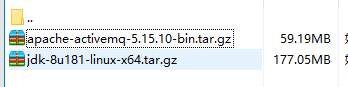 ..
apache-activemq-5.15.10-bin.tar.gz 59.19MB
jdk-8u181-linux-x64.tar.gz 177.05MB